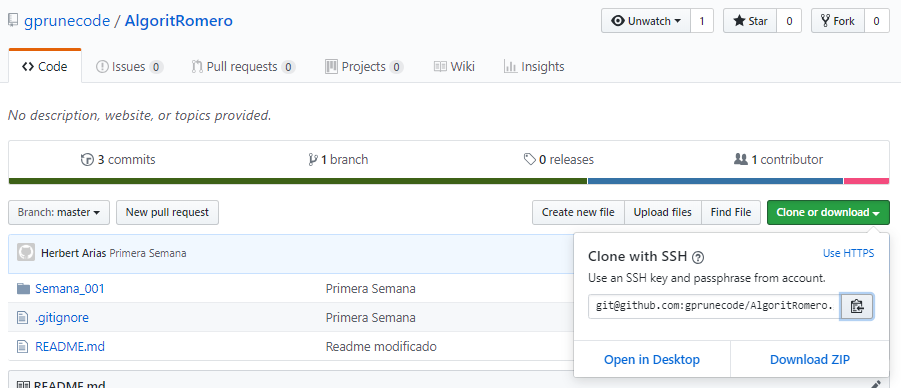 gprunecode / AlgoritRomero
Unwatch 1 Star 0 Fork 0
Code Issues 0 Pull requests 0 Projects 0 Wiki Insights
No description, website, or topics provided.
3 commits 1 branch 0 releases 1 contributor
Branch: master New pull request Create new file Upload files Find File Clone or download
Herbert Arias Primera Semana
Semana_001 Primera Semana
.gitignore Primera Semana
README.md Readme modificado
Clone with SSH Use HTTPS
Use an SSH key and passphrase from account.
git@github.com:gprunecode/AlgoritRomero.
Open in Desktop Download ZIP
README.md